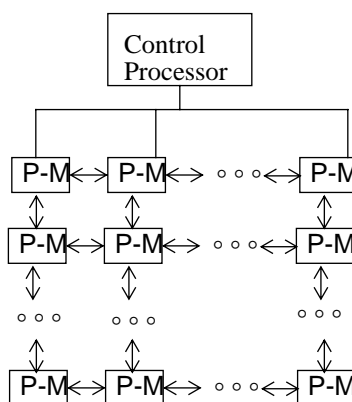 Control
Processor
P-M P-M ○ ○ ○ P-M
P-M P-M ○ ○ ○ P-M
○ ○ ○ ○ ○ ○ ○ ○ ○
P-M P-M ○ ○ ○ P-M